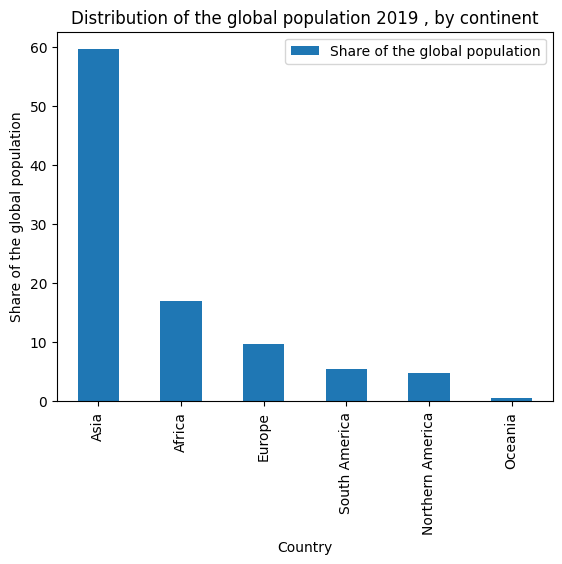 Distribution of the global population 2019 , by continent
Share of the global population
Share of the global population
60
50
40
30
20
10
0
Asia
Africa
Europe
South America
Northern America
Oceania
Country